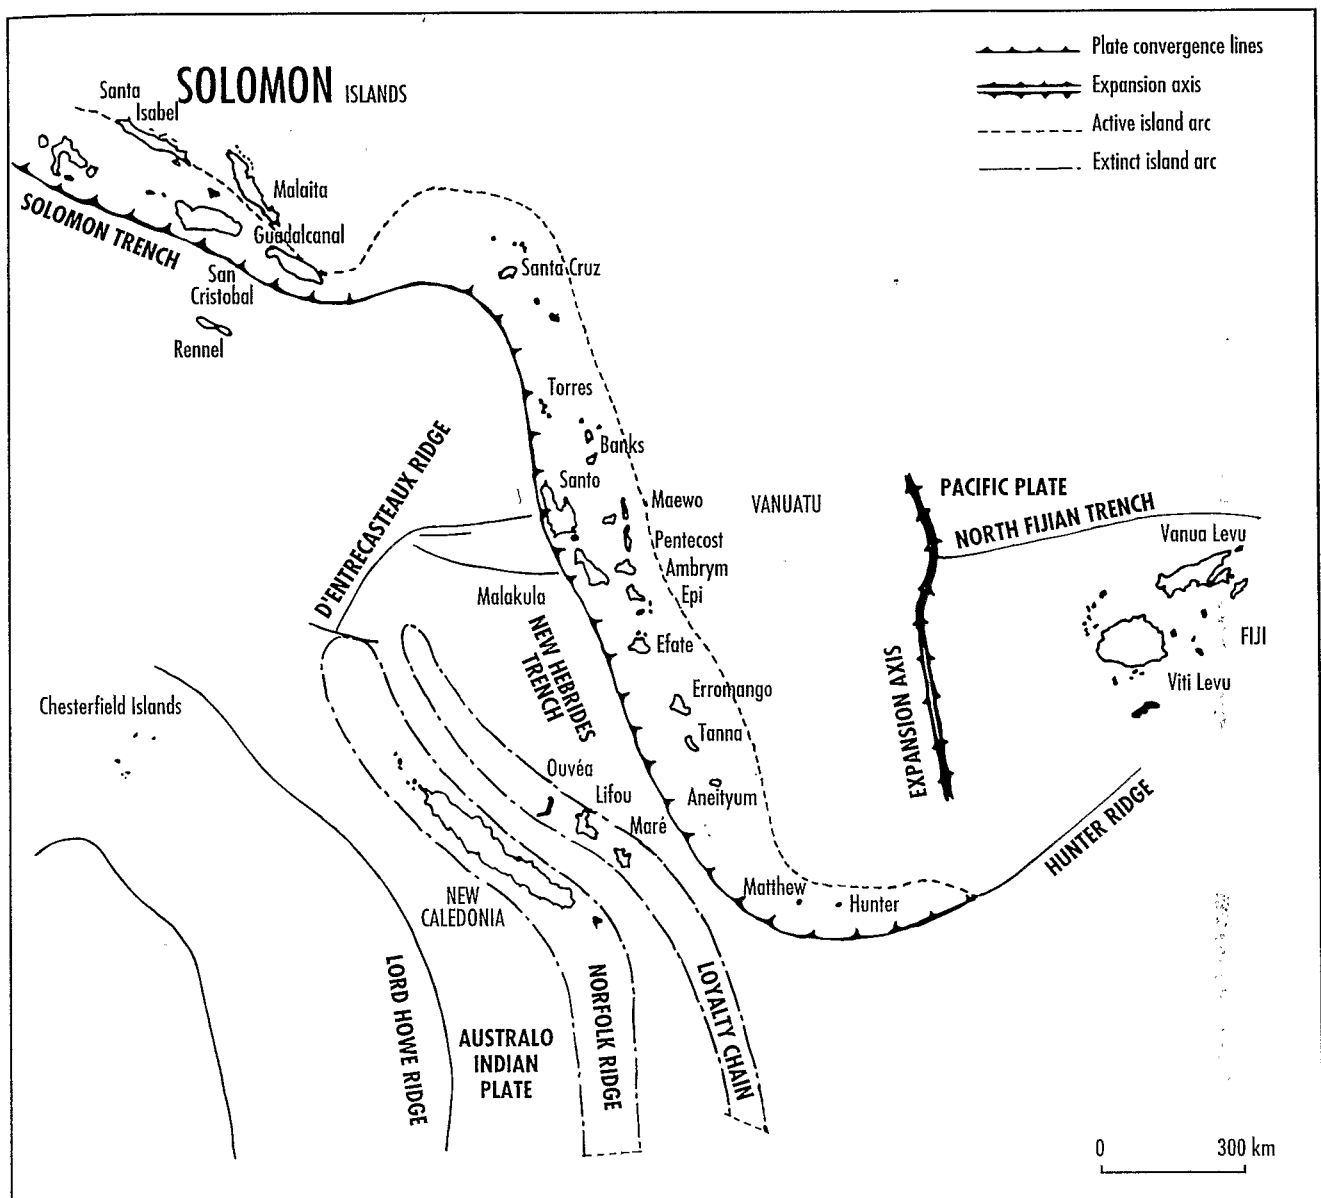 Plate convergence lines
Expansion axis
Active island arc
Extinct island arc
SOLOMON ISLANDS
Santa
Isabel
Malaita
Guadalcanal
SOLOMON TRENCH
San
Cristobal
Rennel
Santa Cruz
Torres
Banks
Santo
Maewo
VANUATU
Pentecost
Ambrym
Epi
Malakula
Efate
D'ENTRECASTEAUX RIDGE
NEW HEBRIDES
TRENCH
Erromango
Tanna
Aneityum
PACIFIC PLATE
NORTH FIJIAN TRENCH
Vanua Levu
FIJI
Viti Levu
EXPANSION AXIS
HUNTER RIDGE
Chesterfield Islands
Ouvéa
Lifou
Maré
NEW
CALEDONIA
Matthew
Hunter
LORD HOWE RIDGE
AUSTRALO
INDIAN
PLATE
NORFOLK RIDGE
LOYALTY CHAIN
0 300 km